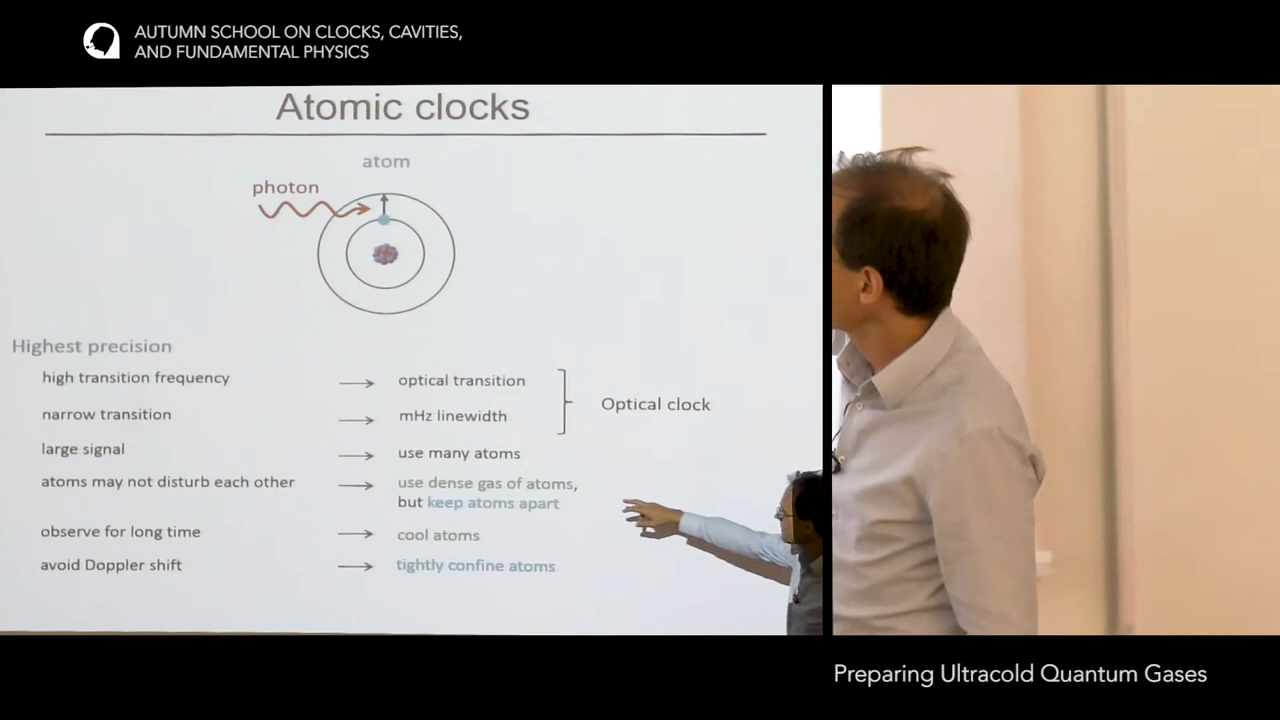 AUTUMN SCHOOL ON CLOCKS, CAVITIES,
AND FUNDAMENTAL PHYSICS
Atomic clocks
atom
photon
Highest precision
high transition frequency → optical transition
narrow transition → mHz linewidth
Optical clock
large signal → use many atoms
atoms may not disturb each other → use dense gas of atoms,
but keep atoms apart
observe for long time → cool atoms
avoid Doppler shift → tightly confine atoms
Preparing Ultracold Quantum Gases